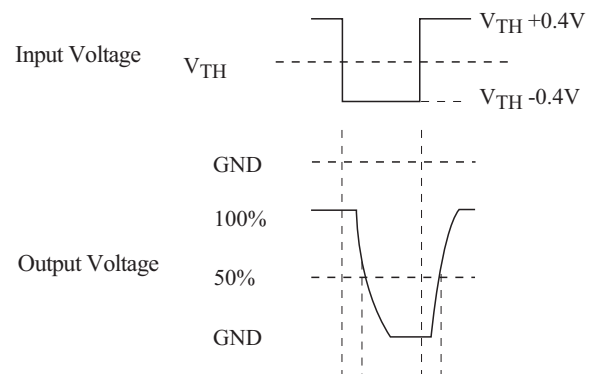 V_TH +0.4V
Input Voltage
V_TH
V_TH -0.4V
GND
100%
Output Voltage
50%
GND